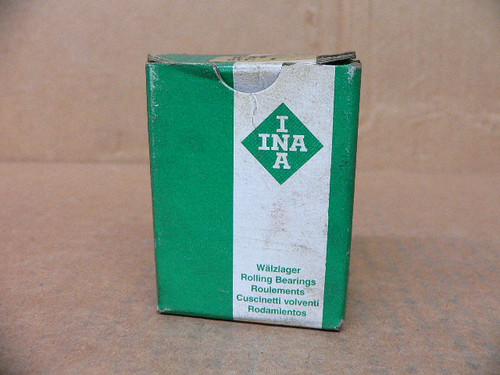 I
INA
A
Wälzlager
Rolling Bearings
Roulements
Cuscinetti volventi
Rodamientos